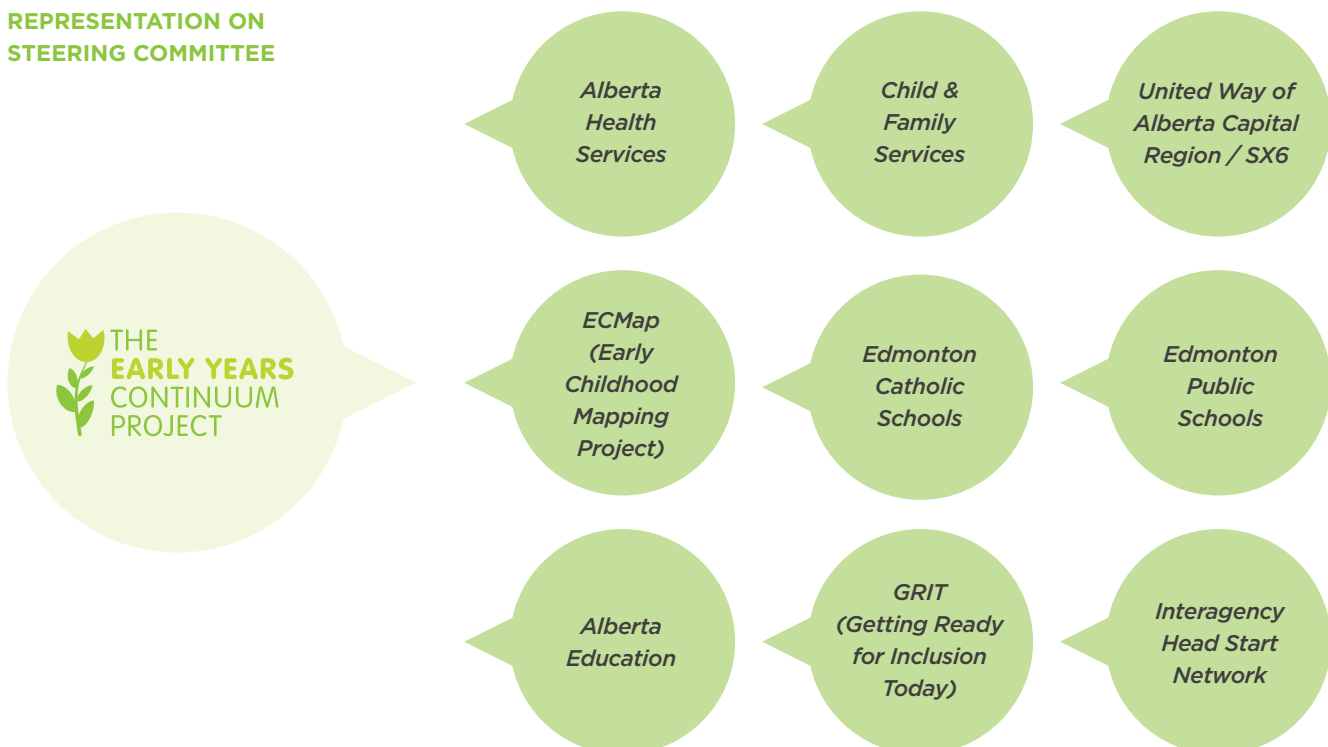 REPRESENTATION ON
STEERING COMMITTEE
Alberta
Health
Services
Child &
Family
Services
United Way of
Alberta Capital
Region / SX6
THE
EARLY YEARS
CONTINUUM
PROJECT
ECMap
(Early
Childhood
Mapping
Project)
Edmonton
Catholic
Schools
Edmonton
Public
Schools
Alberta
Education
GRIT
(Getting Ready
for Inclusion
Today)
Interagency
Head Start
Network